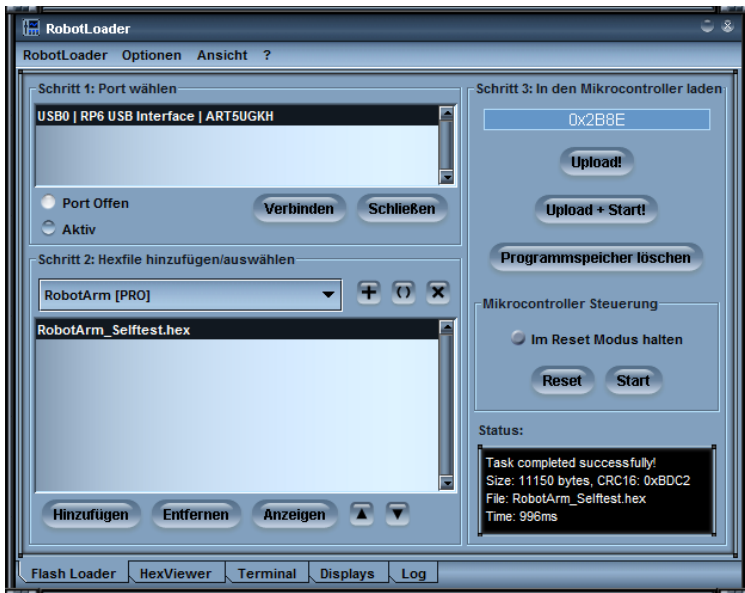 RobotLoader
RobotLoader Optionen Ansicht ?
Schritt 1: Port wählen
USB0 | RP6 USB Interface | ART5UGKH
Port Offen
Aktiv
Verbinden
Schließen
Schritt 2: Hexfile hinzufügen/auswählen
RobotArm [PRO]
RobotArm_Selftest.hex
Hinzufügen
Entfernen
Anzeigen
Schritt 3: In den Mikrocontroller laden
0x2B8E
Upload!
Upload + Start!
Programmspeicher löschen
Mikrocontroller Steuerung
Im Reset Modus halten
Reset
Start
Status:
Task completed successfully!
Size: 11150 bytes, CRC16: 0xBDC2
File: RobotArm_Selftest.hex
Time: 996ms
Flash Loader
HexViewer
Terminal
Displays
Log